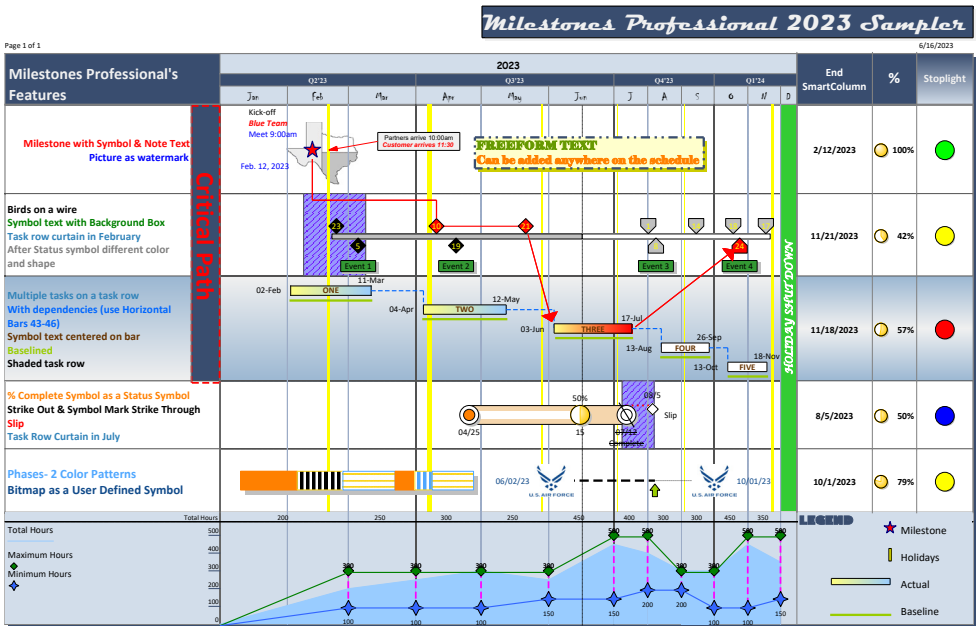 Milestones Professional 2023 Sampler
Page 1 of 1
6/16/2023
Milestones Professional's
Features
2023
Q2'23
Q3'23
Q4'23
Q1'24
Jan
Feb
Mar
Apr
May
Jun
J
A
S
O
N
D
End
SmartColumn
%
Stoplight
Critical Path
HOLIDAY SHUT DOWN
Milestone with Symbol & Note Text
Picture as watermark
Kick-off
Blue Team
Meet 9:00am
Feb. 12, 2023
Partners arrive 10:00am
Customer arrives 11:30
FREEFORM TEXT
Can be added anywhere on the schedule
2/12/2023
100%
Birds on a wire
Symbol text with Background Box
Task row curtain in February
After Status symbol different color
and shape
23
5
10
19
21
24
Event 1
Event 2
Event 3
Event 4
11/21/2023
42%
Multiple tasks on a task row
With dependencies (use Horizontal
Bars 43-46)
Symbol text centered on bar
Baselined
Shaded task row
02-Feb
ONE
11-Mar
04-Apr
TWO
12-May
03-Jun
THREE
17-Jul
13-Aug
FOUR
26-Sep
13-Oct
FIVE
18-Nov
11/18/2023
57%
% Complete Symbol as a Status Symbol
Strike Out & Symbol Mark Strike Through
Slip
Task Row Curtain in July
04/25
50%
15
07/12
Complete
08/5
Slip
8/5/2023
50%
Phases- 2 Color Patterns
Bitmap as a User Defined Symbol
06/02/23
U.S. AIR FORCE
U.S. AIR FORCE
10/01/23
10/1/2023
79%
Total Hours
200
250
350
250
450
400
350
300
450
350
Total Hours
Maximum Hours
Minimum Hours
500
400
300
200
100
0
300
300
300
300
500
500
300
300
500
500
100
100
100
150
150
200
200
100
100
150
LEGEND
Milestone
Holidays
Actual
Baseline